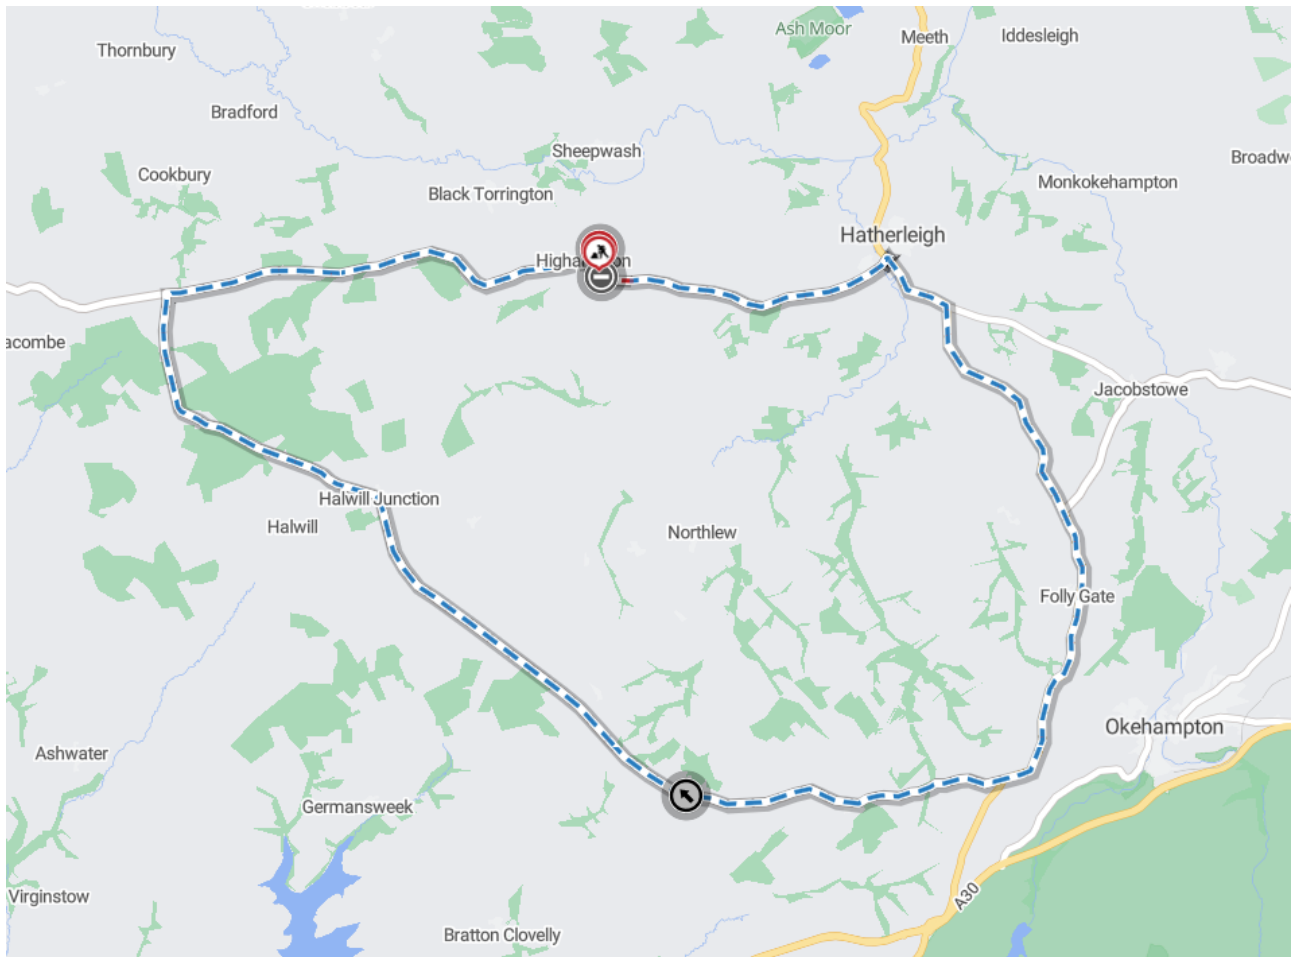 Ash Moor
Meeth
Iddesleigh
Thornbury
Bradford
Sheepwash
Broadw
Cookbury
Black Torrington
Monkokehampton
Hatherleigh
acombe
Jacobstowe
Halwill Junction
Halwill
Northlew
Folly Gate
Okehampton
Ashwater
Germansweek
Virginstow
A30
Bratton Clovelly